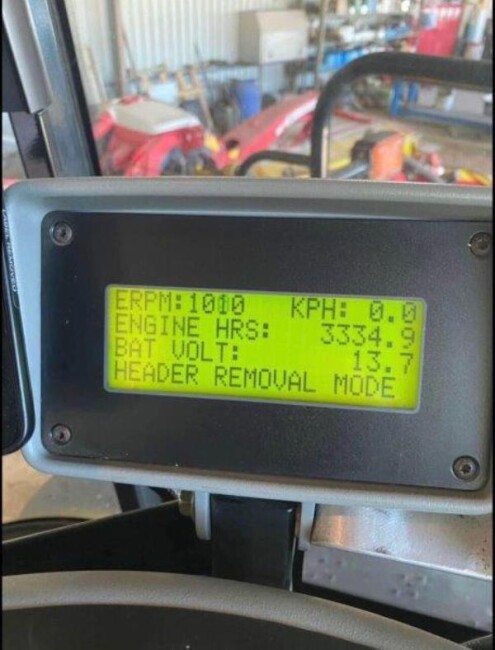 ERPM:1010 KPH: 0.0
ENGINE HRS: 3334.9
BAT VOLT: 13.7
HEADER REMOVAL MODE